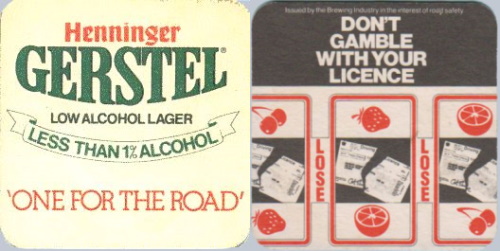 Henninger
GERSTEL®
LOW ALCOHOL LAGER
LESS THAN 1% ALCOHOL
'ONE FOR THE ROAD'
Issued by the Brewing Industry in the interest of road safety.
DON'T
GAMBLE
WITH YOUR
LICENCE
LOSE
LOSE